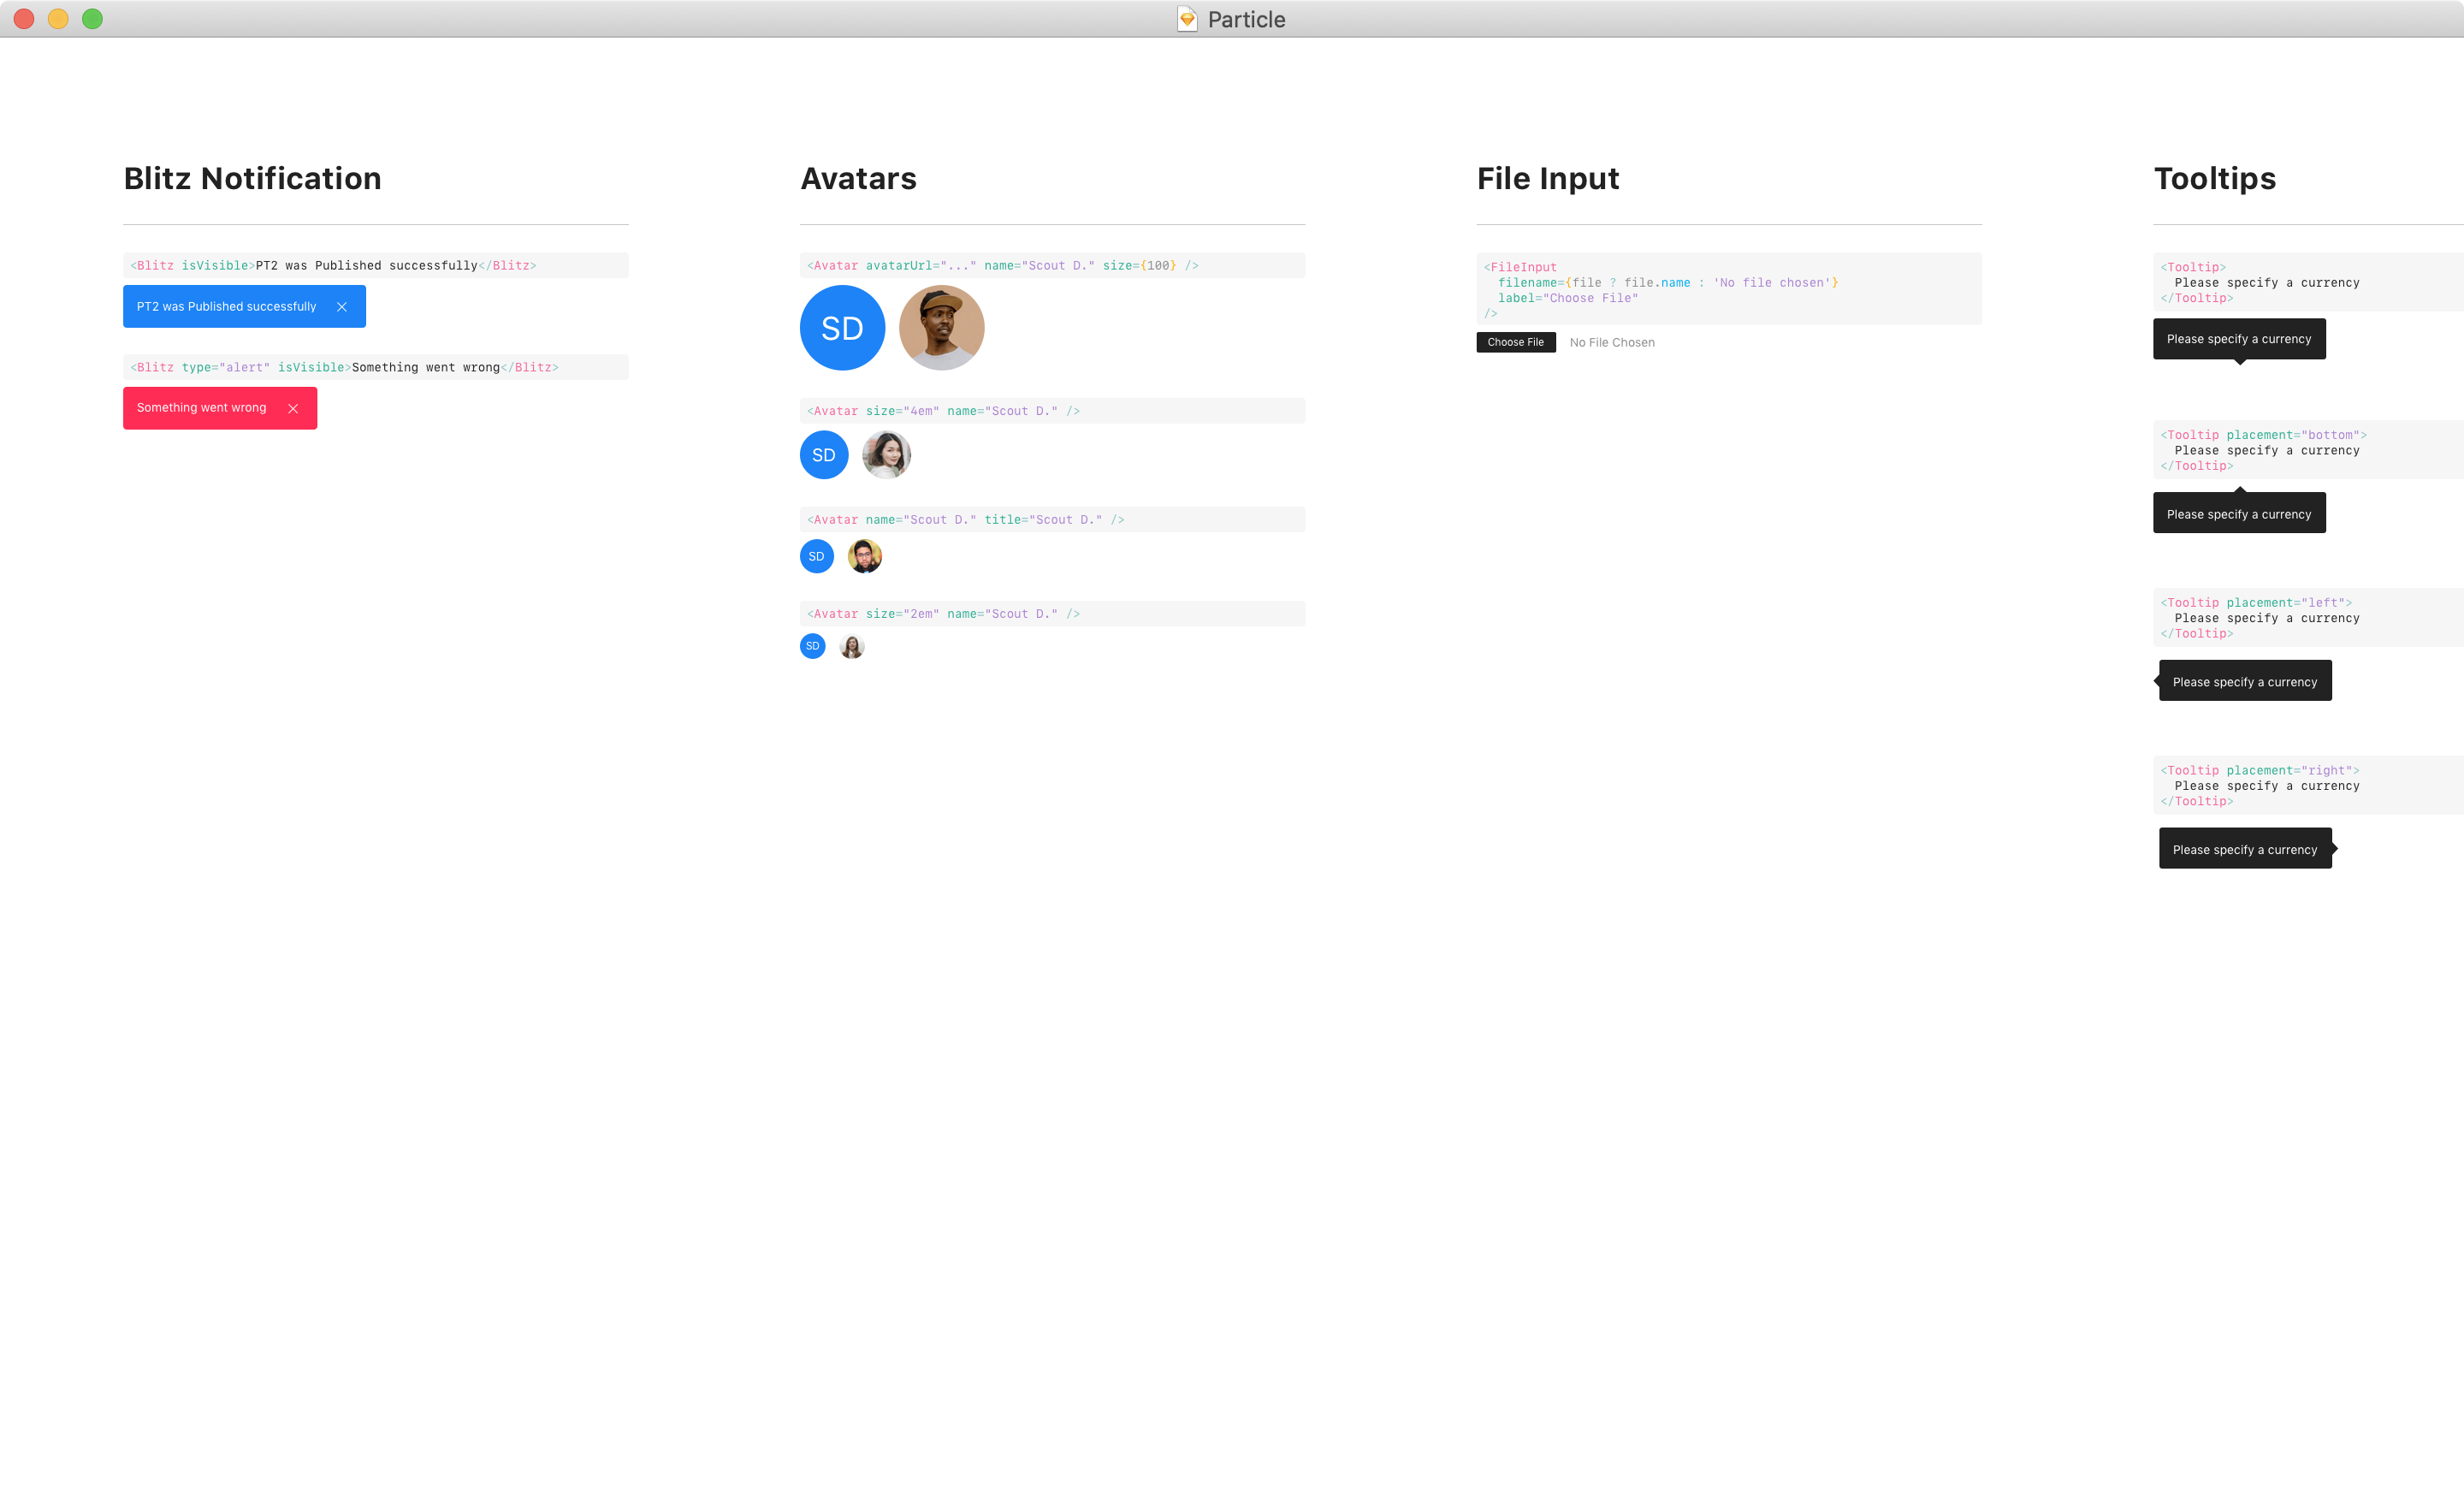 Particle
Blitz Notification
<Blitz isVisible>PT2 was Published successfully</Blitz>
PT2 was Published successfully
<Blitz type="alert" isVisible>Something went wrong</Blitz>
Something went wrong
Avatars
<Avatar avatarUrl="..." name="Scout D." size={100} />
SD
<Avatar size="4em" name="Scout D." />
SD
<Avatar name="Scout D." title="Scout D." />
SD
<Avatar size="2em" name="Scout D." />
SD
File Input
<FileInput
filename={file ? file.name : 'No file chosen'}
label="Choose File"
/>
Choose File No File Chosen
Tooltips
<Tooltip>
Please specify a currency
</Tooltip>
Please specify a currency
<Tooltip placement="bottom">
Please specify a currency
</Tooltip>
Please specify a currency
<Tooltip placement="left">
Please specify a currency
</Tooltip>
Please specify a currency
<Tooltip placement="right">
Please specify a currency
</Tooltip>
Please specify a currency